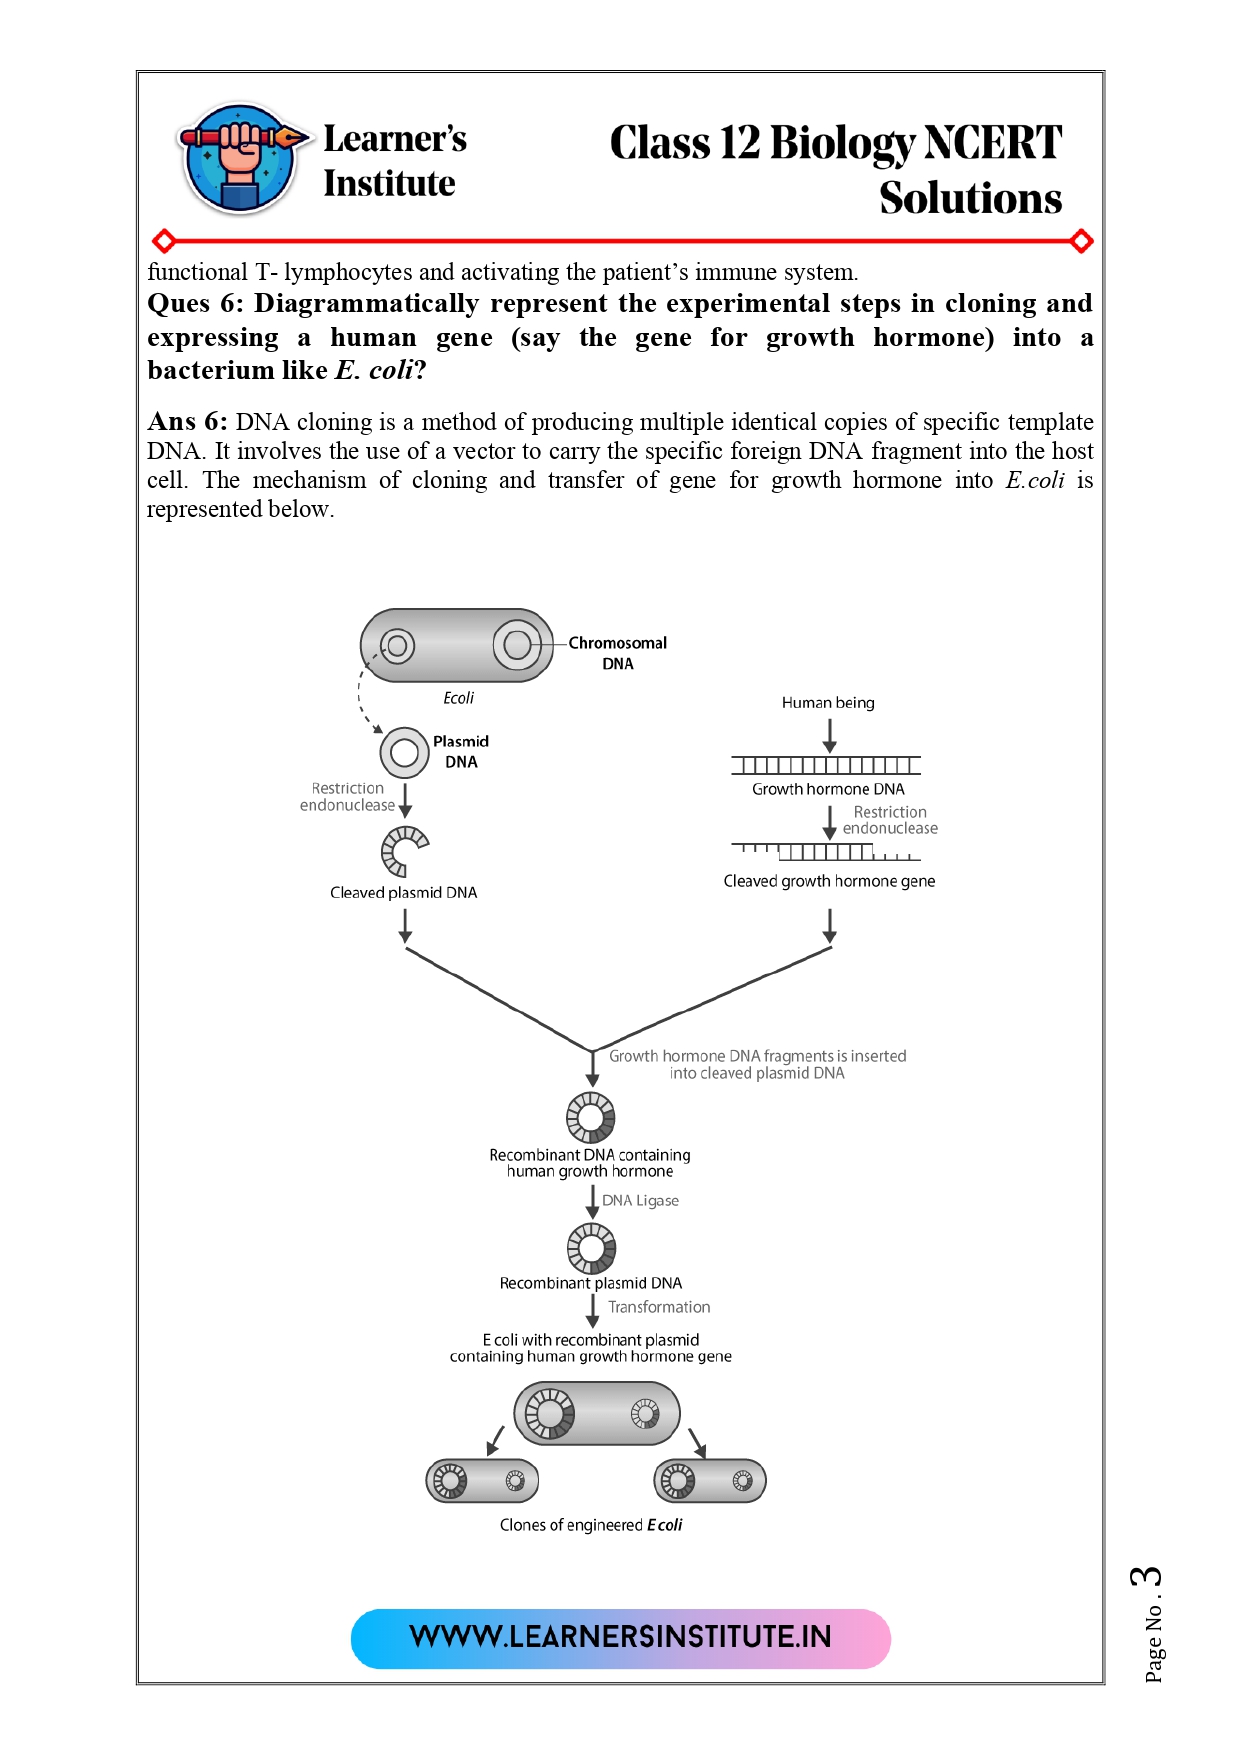 Learner's
Institute
Class 12 Biology NCERT
Solutions
functional T- lymphocytes and activating the patient's immune system.
Ques 6: Diagrammatically represent the experimental steps in cloning and
expressing a human gene (say the gene for growth hormone) into a
bacterium like E. coli?
Ans 6: DNA cloning is a method of producing multiple identical copies of specific template
DNA. It involves the use of a vector to carry the specific foreign DNA fragment into the host
cell. The mechanism of cloning and transfer of gene for growth hormone into E.coli is
represented below.
Chromosomal
DNA
Ecoli
Plasmid
DNA
Restriction
endonuclease
Cleaved plasmid DNA
Human being
Growth hormone DNA
Restriction
endonuclease
Cleaved growth hormone gene
Growth hormone DNA fragments is inserted
into cleaved plasmid DNA
Recombinant DNA containing
human growth hormone
DNA Ligase
Recombinant plasmid DNA
Transformation
E coli with recombinant plasmid
containing human growth hormone gene
Clones of engineered E coli
WWW.LEARNERSINSTITUTE.IN
Page No. 3